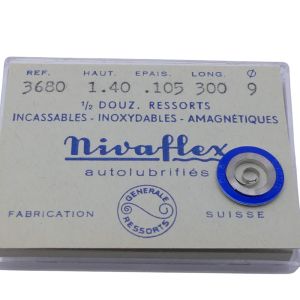 REF. HAUT. EPAIS. LONG. Ø
3680 1.40 .105 300 9
½ DOUZ. RESSORTS
INCASSABLES - INOXYDABLES - AMAGNÉTIQUES
Nivaflex
autolubrifiés
GENERALE RESSORTS
FABRICATION SUISSE